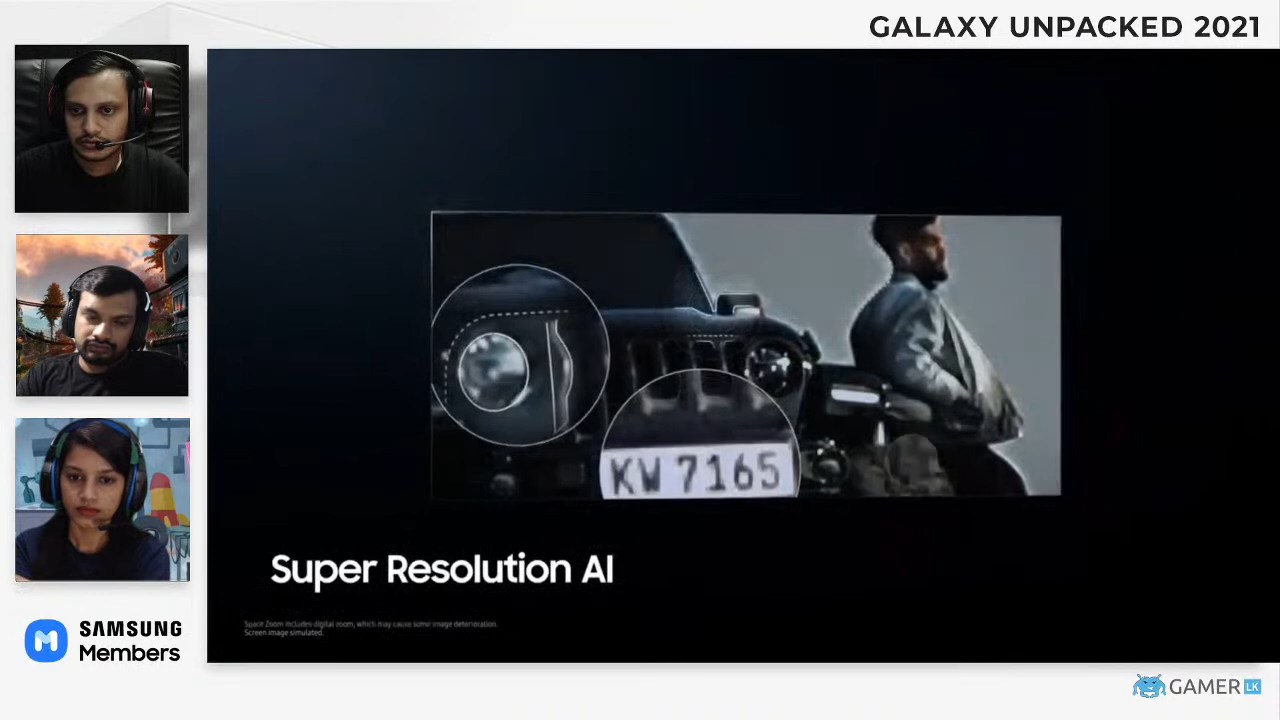 GALAXY UNPACKED 2021
KW 7165
Super Resolution AI
Space Zoom includes digital zoom, which may cause some image deterioration.
Screen image simulated.
SAMSUNG
Members
GAMER LK